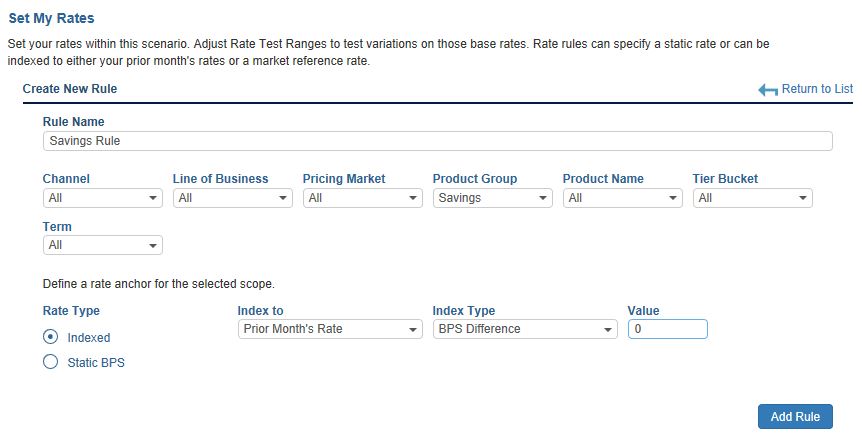 Set My Rates
Set your rates within this scenario. Adjust Rate Test Ranges to test variations on those base rates. Rate rules can specify a static rate or can be
indexed to either your prior month's rates or a market reference rate.
Create New Rule
Return to List
Rule Name
Savings Rule
Channel Line of Business Pricing Market Product Group Product Name Tier Bucket
All All All Savings All All
Term
All
Define a rate anchor for the selected scope.
Rate Type Index to Index Type Value
Indexed Prior Month's Rate BPS Difference 0
Static BPS
Add Rule